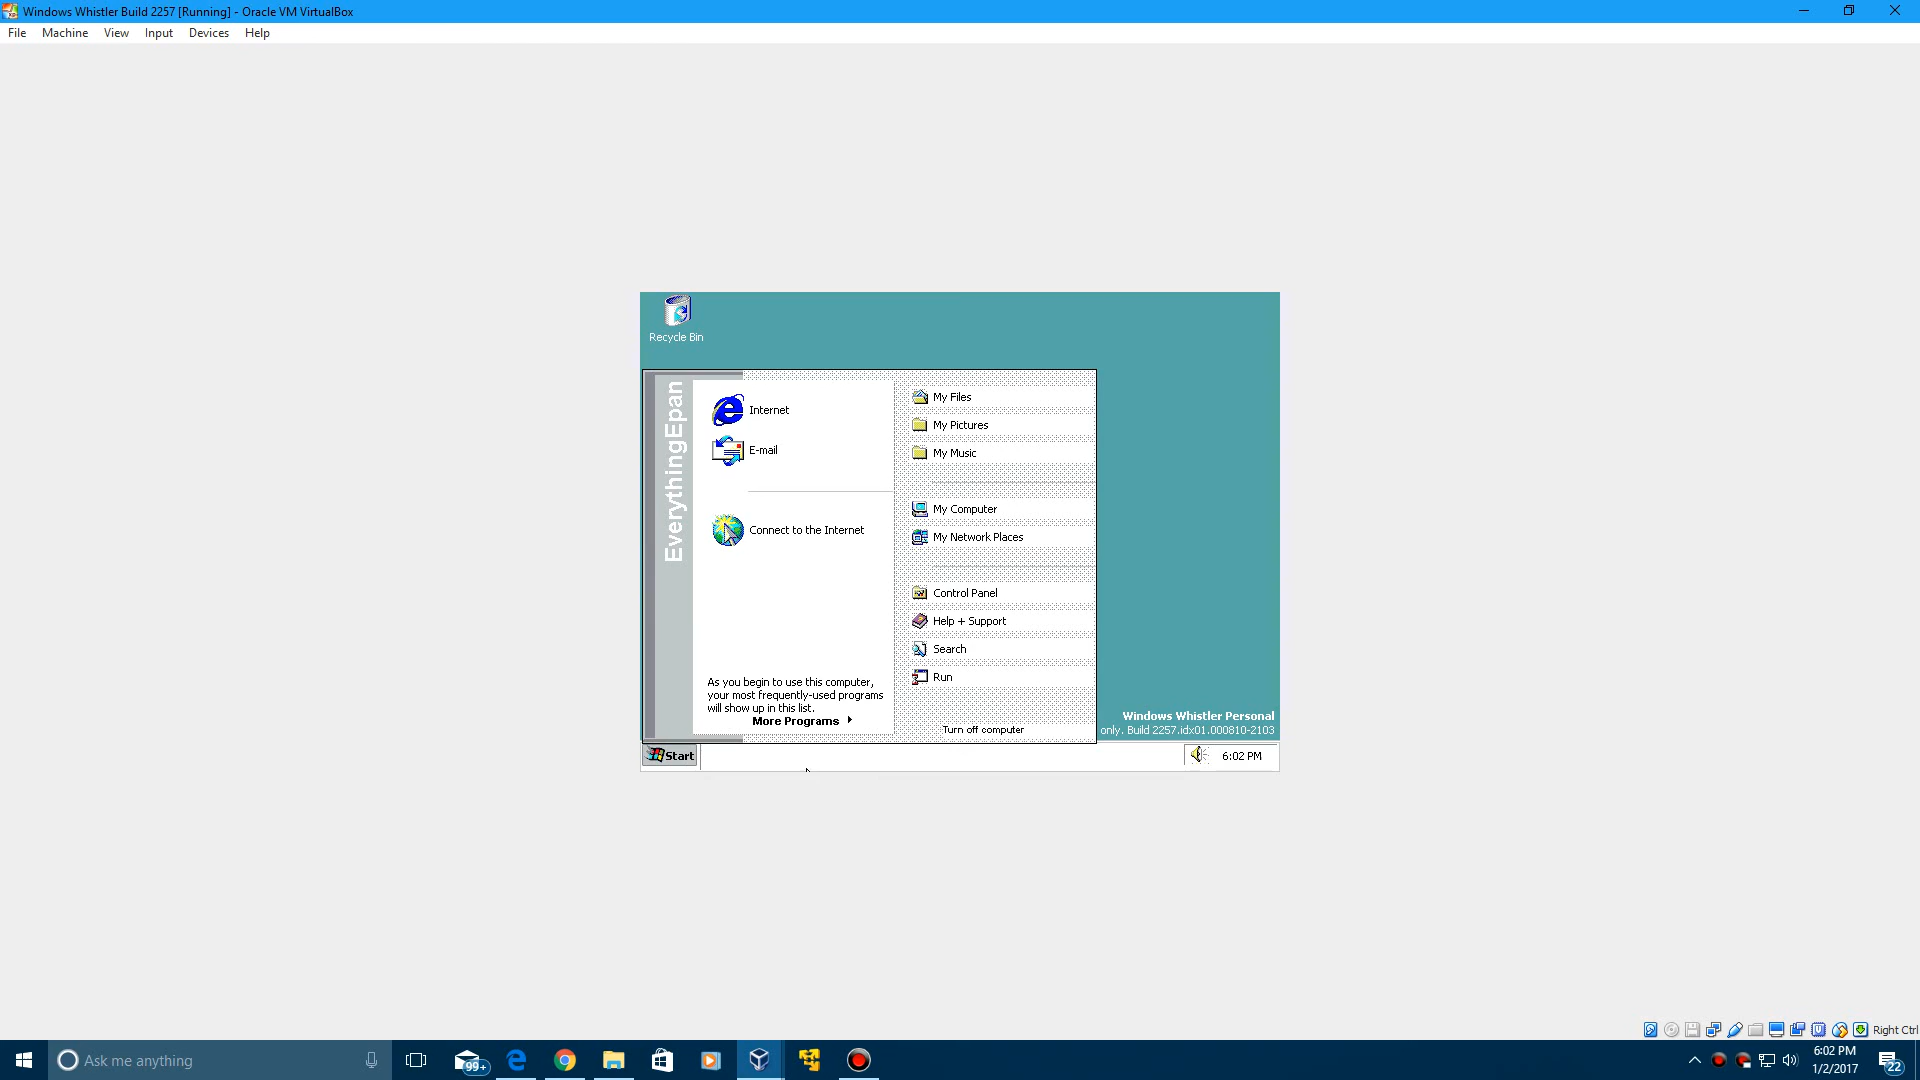 Windows Whistler Build 2257 [Running] - Oracle VM VirtualBox
File Machine View Input Devices Help
Recycle Bin
EverythingEpan
Internet
E-mail
Connect to the Internet
As you begin to use this computer,
your most frequently-used programs
will show up in this list.
More Programs
My Files
My Pictures
My Music
My Computer
My Network Places
Control Panel
Help + Support
Search
Run
Turn off computer
Windows Whistler Personal
only. Build 2257.idx01.000810-2103
Start
6:02 PM
Right Ctrl
Ask me anything
99+
6:02 PM
1/2/2017
22